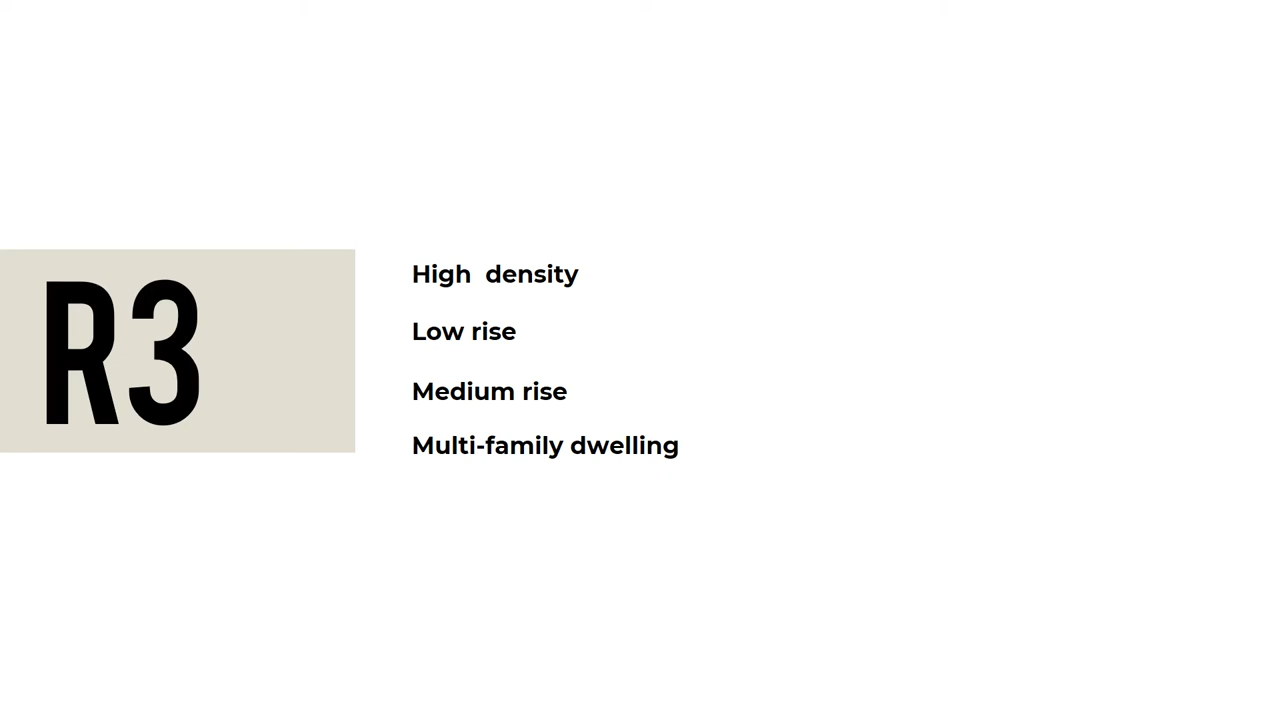 R3
High  density
Low rise
Medium rise
Multi-family dwelling